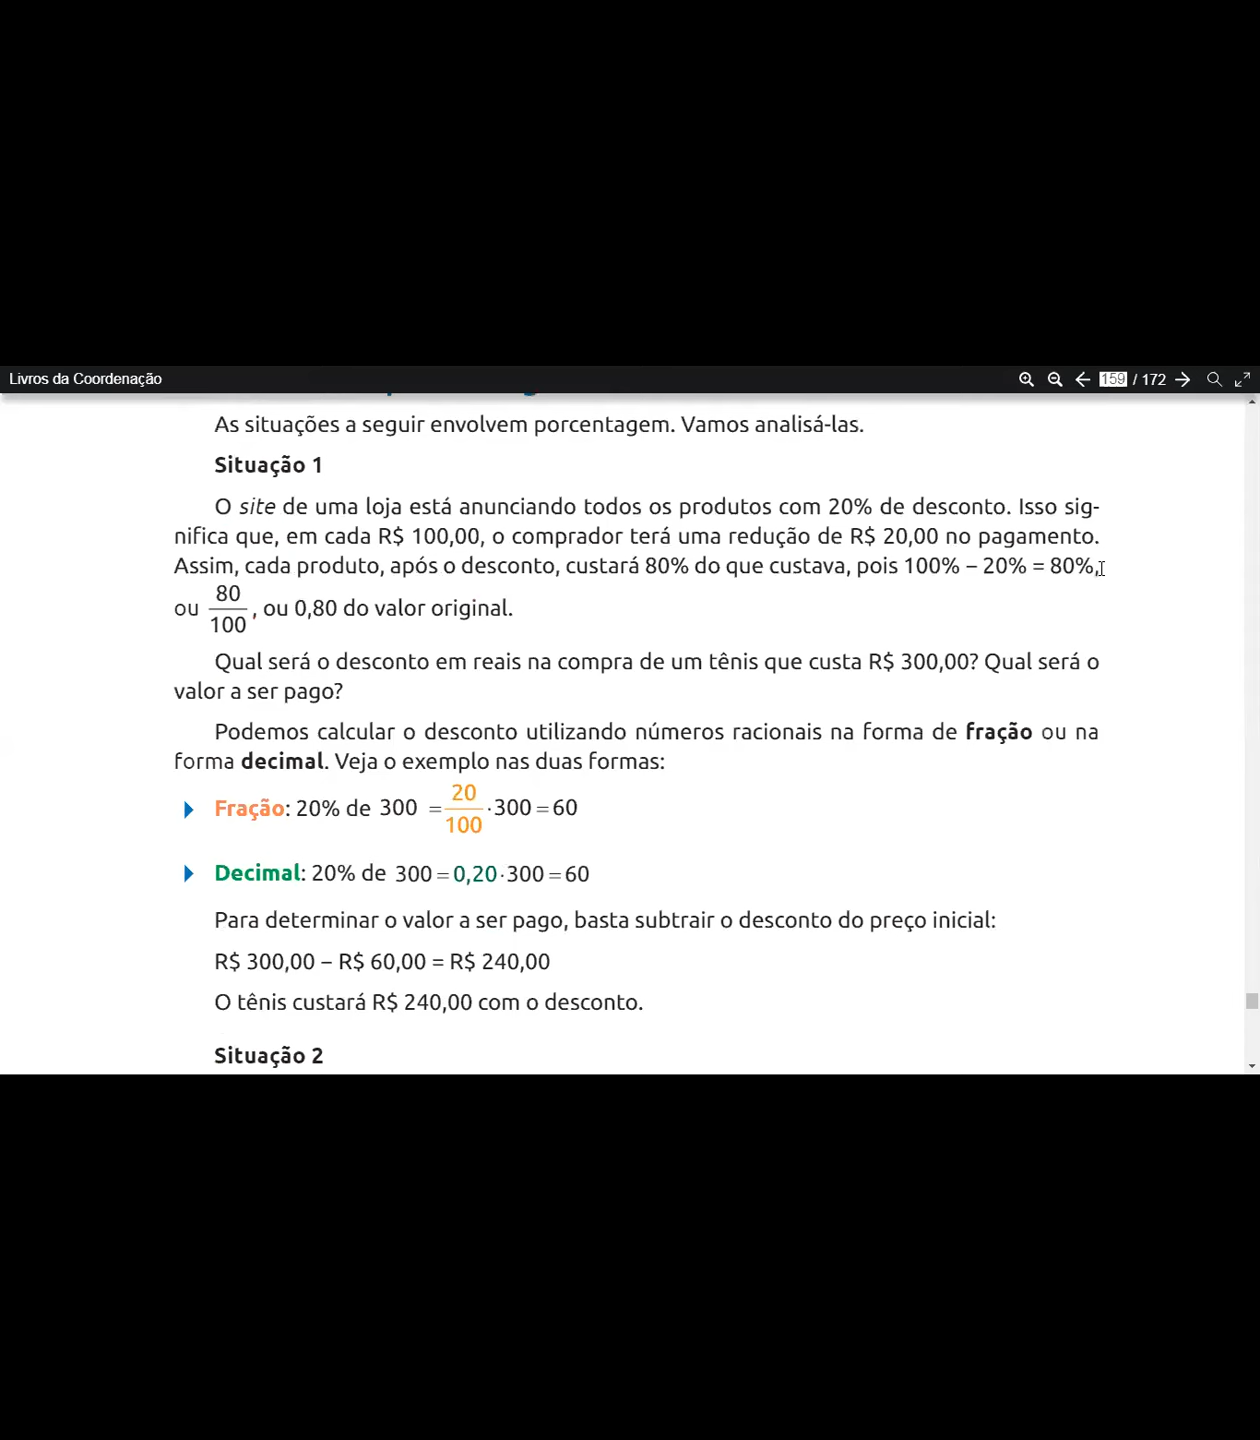 Livros da Coordenação
159 / 172
As situações a seguir envolvem porcentagem. Vamos analisá-las.
Situação 1
O site de uma loja está anunciando todos os produtos com 20% de desconto. Isso sig-
nifica que, em cada R$ 100,00, o comprador terá uma redução de R$ 20,00 no pagamento.
Assim, cada produto, após o desconto, custará 80% do que custava, pois 100% – 20% = 80%,
ou 80/100, ou 0,80 do valor original.
Qual será o desconto em reais na compra de um tênis que custa R$ 300,00? Qual será o
valor a ser pago?
Podemos calcular o desconto utilizando números racionais na forma de fração ou na
forma decimal. Veja o exemplo nas duas formas:
Fração: 20% de 300 = 20/100 · 300 = 60
Decimal: 20% de 300 = 0,20 · 300 = 60
Para determinar o valor a ser pago, basta subtrair o desconto do preço inicial:
R$ 300,00 – R$ 60,00 = R$ 240,00
O tênis custará R$ 240,00 com o desconto.
Situação 2